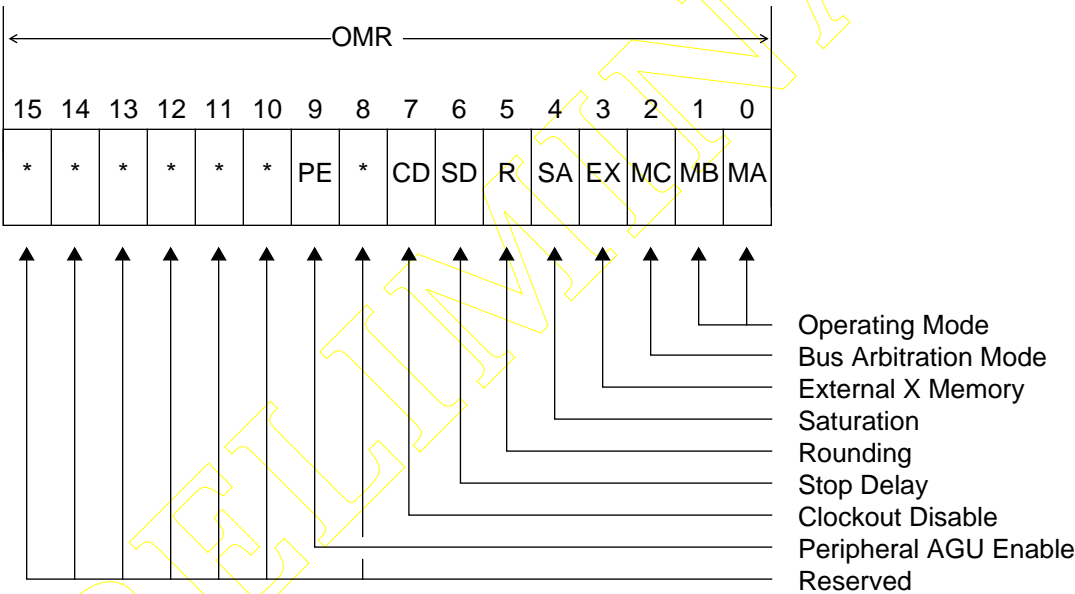 OMR
15 14 13 12 11 10 9 8 7 6 5 4 3 2 1 0
* * * * * * PE * CD SD R SA EX MC MB MA
Operating Mode
Bus Arbitration Mode
External X Memory
Saturation
Rounding
Stop Delay
Clockout Disable
Peripheral AGU Enable
Reserved